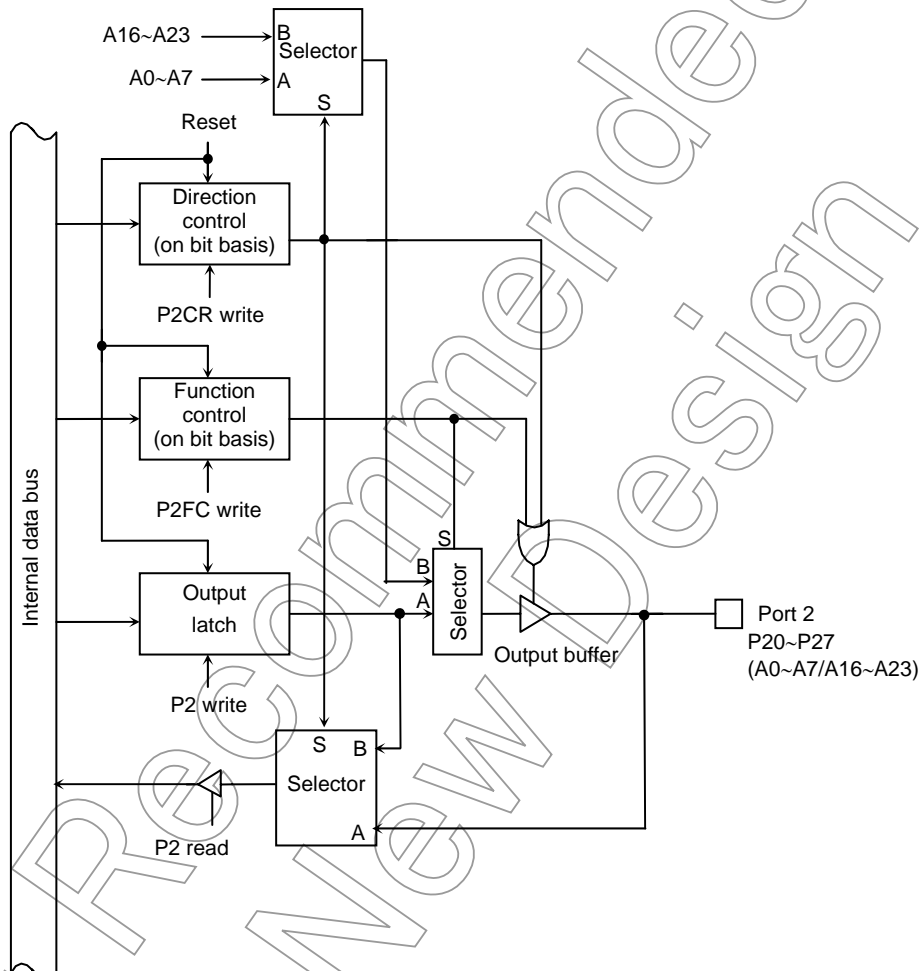 A16~A23
B
Selector
A0~A7
A
S
Reset
Direction
control
(on bit basis)
P2CR write
Function
control
(on bit basis)
P2FC write
Internal data bus
S
B
A
Selector
Output
latch
Output buffer
Port 2
P20~P27
(A0~A7/A16~A23)
P2 write
S
B
Selector
A
P2 read
Recommended
New Design